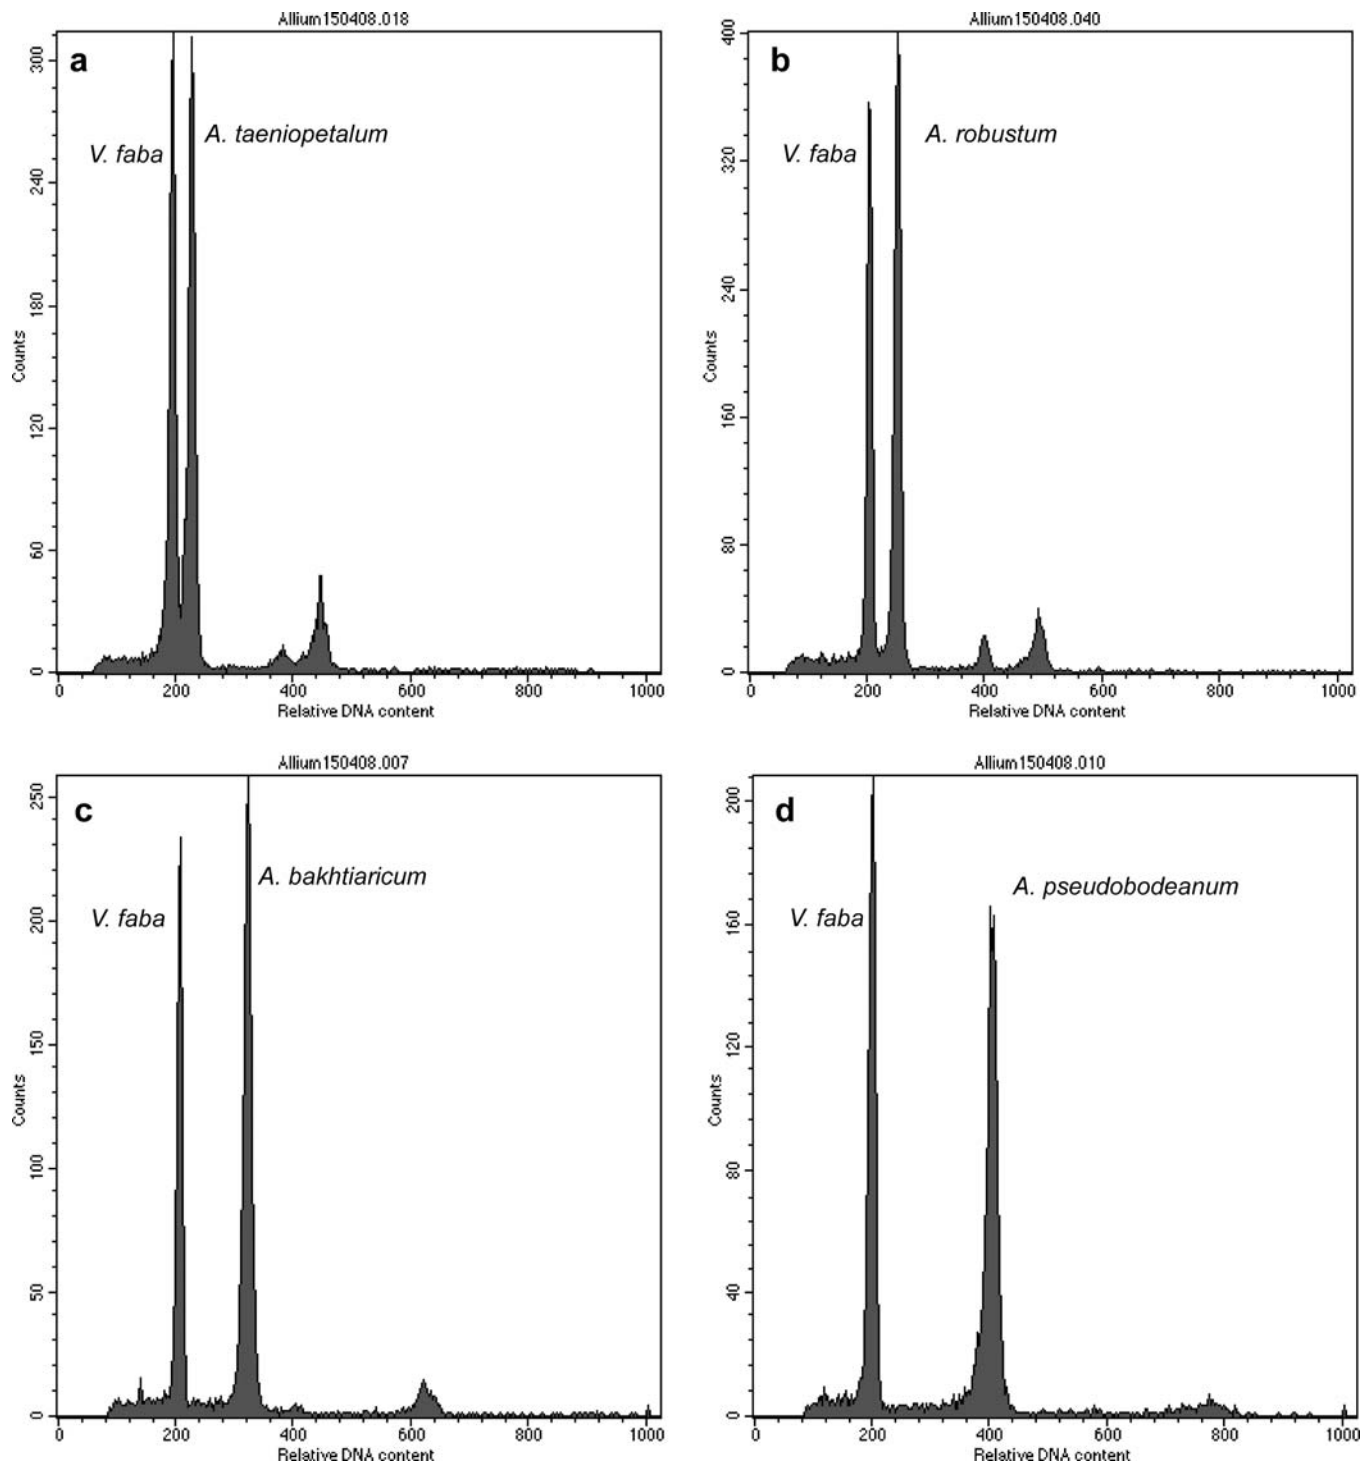 Allium150408.018
a
300
240
180
120
60
0
Counts
V. faba
A. taeniopetalum
0 200 400 600 800 1000
Relative DNA content
Allium150408.040
b
400
320
240
160
80
0
Counts
V. faba
A. robustum
0 200 400 600 800 1000
Relative DNA content
Allium150408.007
c
250
200
150
100
50
0
Counts
V. faba
A. bakhtiaricum
0 200 400 600 800 1000
Relative DNA content
Allium150408.010
d
200
160
120
80
40
0
Counts
V. faba
A. pseudobodeanum
0 200 400 600 800 1000
Relative DNA content